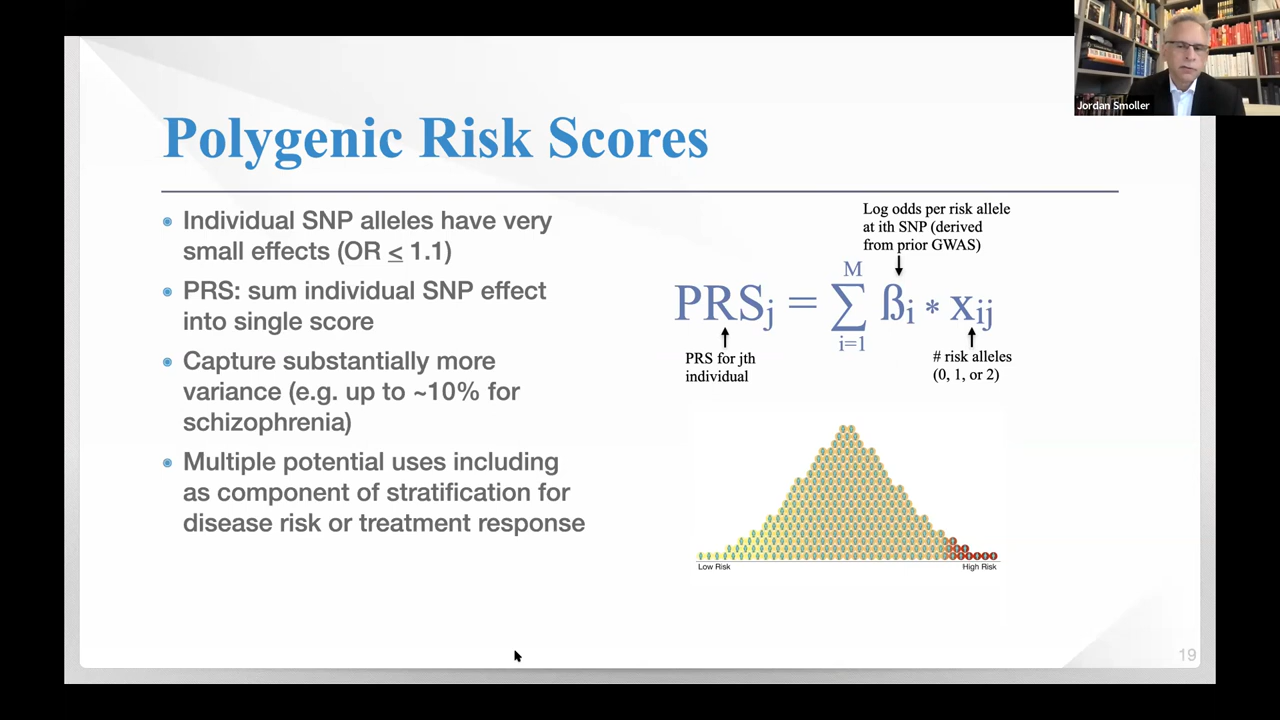 Jordan Smoller
Polygenic Risk Scores
Individual SNP alleles have very
small effects (OR ≤ 1.1)
PRS: sum individual SNP effect
into single score
Capture substantially more
variance (e.g. up to ~10% for
schizophrenia)
Multiple potential uses including
as component of stratification for
disease risk or treatment response
Log odds per risk allele
at ith SNP (derived
from prior GWAS)
M
PRSj = ∑ ßi * xij
i=1
PRS for jth
individual
# risk alleles
(0, 1, or 2)
Low Risk
High Risk
19